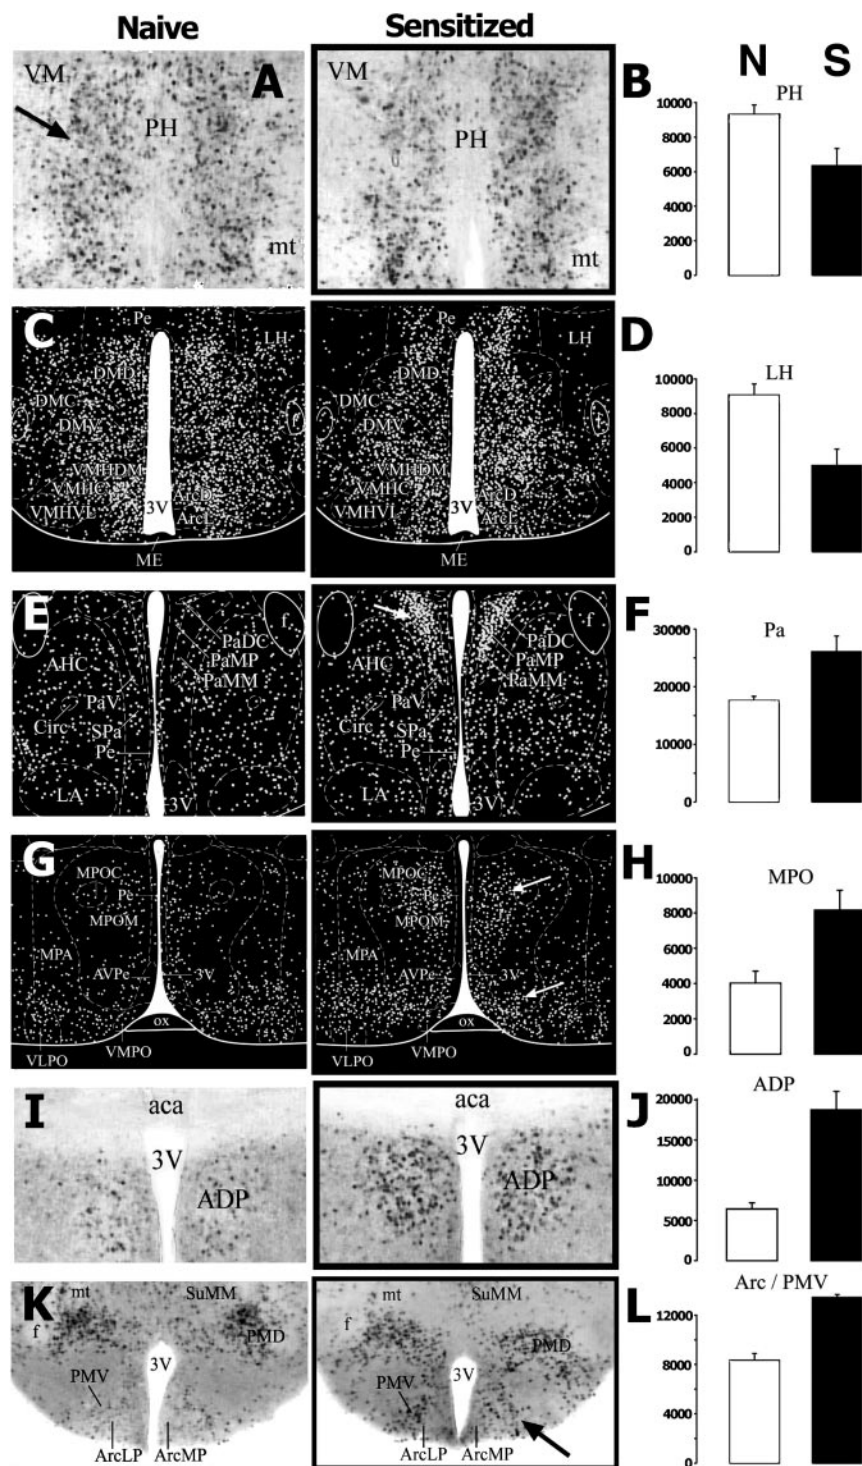 Naive Sensitized
VM A PH mt
VM PH mt
B N S
PH
10000
8000
6000
4000
2000
0
C Pe LH
DMD
DMC
DMV
VMHDM
VMHC ArcD
VMHVL 3V ArcL
ME
Pe LH
DMD
DMC
DMV
VMHDM
VMHC ArcD
VMHVL 3V ArcL
ME
D LH
10000
8000
6000
4000
2000
0
E f
PaDC
AHC PaMP
PaMM
PaV
Circ SPa
Pe
LA 3V
f
PaDC
AHC PaMP
PaMM
PaV
Circ SPa
Pe
LA 3V
F Pa
30000
20000
10000
0
G MPOC
Pe
MPOM
MPA
AVPe 3V
ox
VLPO VMPO
MPOC
Pe
MPOM
MPA
AVPe 3V
ox
VLPO VMPO
H MPO
10000
8000
6000
4000
2000
0
I aca
3V
ADP
aca
3V
ADP
J ADP
20000
15000
10000
5000
0
K mt SuMM
f PMD
3V
PMV
ArcLP ArcMP
mt SuMM
f PMD
3V
PMV
ArcLP ArcMP
L Arc / PMV
12000
8000
4000
0